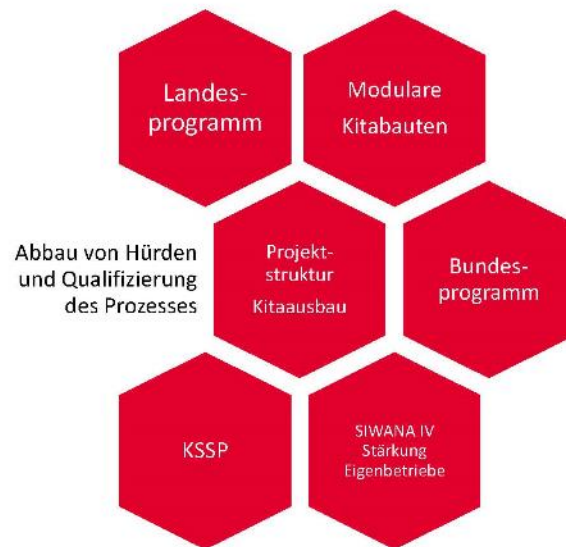 Landes-
programm
Modulare
Kitabauten
Abbau von Hürden
und Qualifizierung
des Prozesses
Projekt-
struktur
Kitaausbau
Bundes-
programm
KSSP
SIWANA IV
Stärkung
Eigenbetriebe